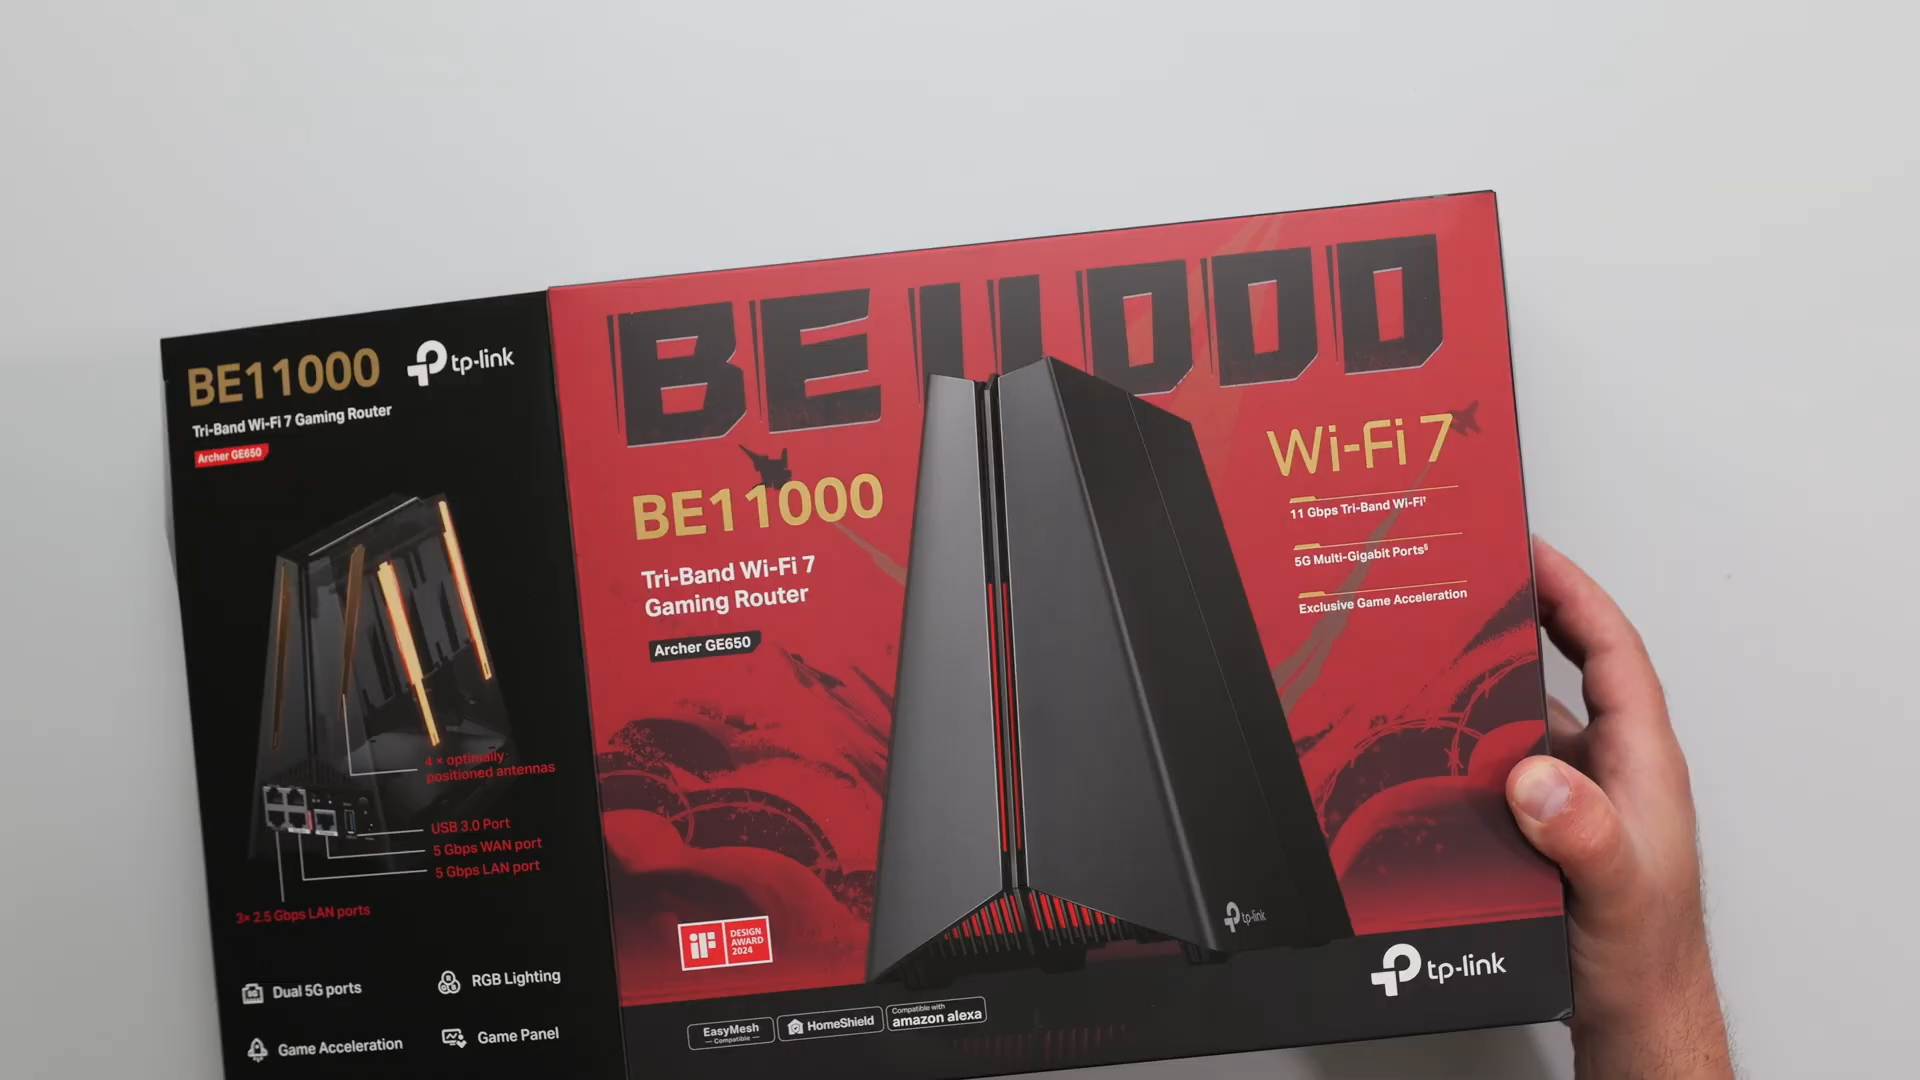 BE11000
tp-link
Tri-Band Wi-Fi 7 Gaming Router
Archer GE650
4 × optimally
positioned antennas
USB 3.0 Port
5 Gbps WAN port
5 Gbps LAN port
3× 2.5 Gbps LAN ports
Dual 5G ports
RGB Lighting
Game Acceleration
Game Panel
BE11000
BE11000
Tri-Band Wi-Fi 7
Gaming Router
Archer GE650
Wi-Fi 7
11 Gbps Tri-Band Wi-Fi†
5G Multi-Gigabit Ports§
Exclusive Game Acceleration
tp-link
iF
DESIGN
AWARD
2024
EasyMesh
Compatible
HomeShield
Compatible with
amazon alexa
tp-link